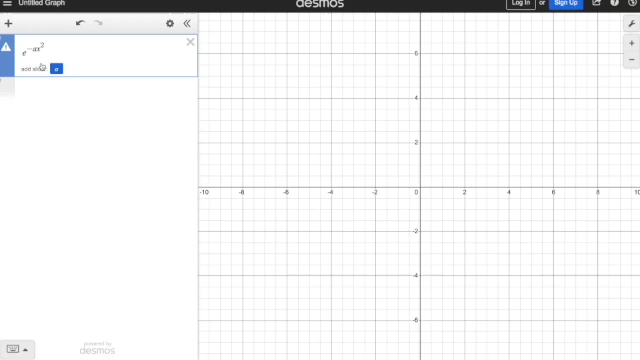 Untitled Graph
desmos
Log In or Sign Up
e^{-ax^2}
add slider a
6
4
2
-10 -8 -6 -4 -2 0 2 4 6 8 10
-2
-4
-6
powered by
desmos